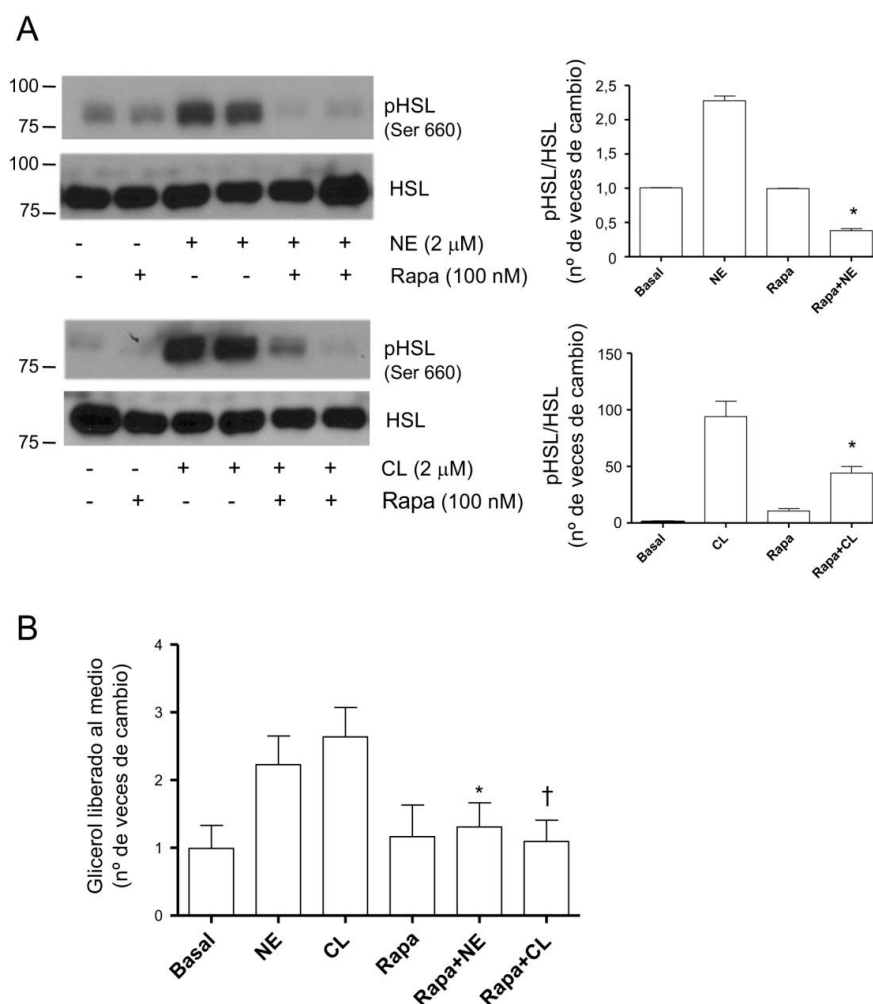 A
100
75
pHSL
(Ser 660)
100
75
HSL
- - + + + + NE (2 μM)
- + - - + + Rapa (100 nM)
pHSL/HSL
(nº de veces de cambio)
2,5
2,0
1,5
1,0
0,5
0
*
Basal NE Rapa Rapa+NE
75
pHSL
(Ser 660)
75
HSL
- - + + + + CL (2 μM)
- + - - + + Rapa (100 nM)
pHSL/HSL
(nº de veces de cambio)
150
100
50
0
*
Basal CL Rapa Rapa+CL
B
Glicerol liberado al medio
(nº de veces de cambio)
4
3
2
1
0
* †
Basal NE CL Rapa Rapa+NE Rapa+CL